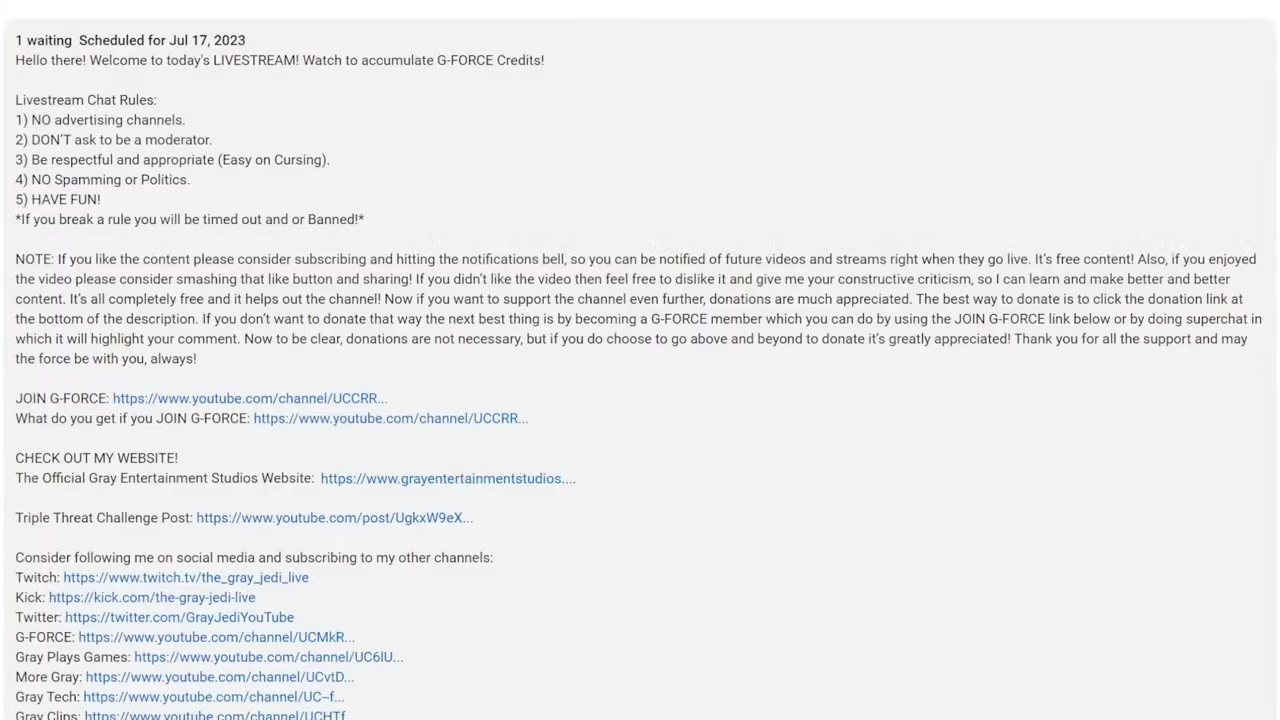 1 waiting  Scheduled for Jul 17, 2023
Hello there! Welcome to today's LIVESTREAM! Watch to accumulate G-FORCE Credits!
Livestream Chat Rules:
1) NO advertising channels.
2) DON'T ask to be a moderator.
3) Be respectful and appropriate (Easy on Cursing).
4) NO Spamming or Politics.
5) HAVE FUN!
*If you break a rule you will be timed out and or Banned!*
NOTE: If you like the content please consider subscribing and hitting the notifications bell, so you can be notified of future videos and streams right when they go live. It's free content! Also, if you enjoyed
the video please consider smashing that like button and sharing! If you didn't like the video then feel free to dislike it and give me your constructive criticism, so I can learn and make better and better
content. It's all completely free and it helps out the channel! Now if you want to support the channel even further, donations are much appreciated. The best way to donate is to click the donation link at
the bottom of the description. If you don't want to donate that way the next best thing is by becoming a G-FORCE member which you can do by using the JOIN G-FORCE link below or by doing superchat in
which it will highlight your comment. Now to be clear, donations are not necessary, but if you do choose to go above and beyond to donate it's greatly appreciated! Thank you for all the support and may
the force be with you, always!
JOIN G-FORCE: https://www.youtube.com/channel/UCCRR...
What do you get if you JOIN G-FORCE: https://www.youtube.com/channel/UCCRR...
CHECK OUT MY WEBSITE!
The Official Gray Entertainment Studios Website:  https://www.grayentertainmentstudios....
Triple Threat Challenge Post: https://www.youtube.com/post/UgkxW9eX...
Consider following me on social media and subscribing to my other channels:
Twitch: https://www.twitch.tv/the_gray_jedi_live
Kick: https://kick.com/the-gray-jedi-live
Twitter: https://twitter.com/GrayJediYouTube
G-FORCE: https://www.youtube.com/channel/UCMkR...
Gray Plays Games: https://www.youtube.com/channel/UC6lU...
More Gray: https://www.youtube.com/channel/UCvtD...
Gray Tech: https://www.youtube.com/channel/UC--f...
Gray Clips: https://www.youtube.com/channel/UCHTf